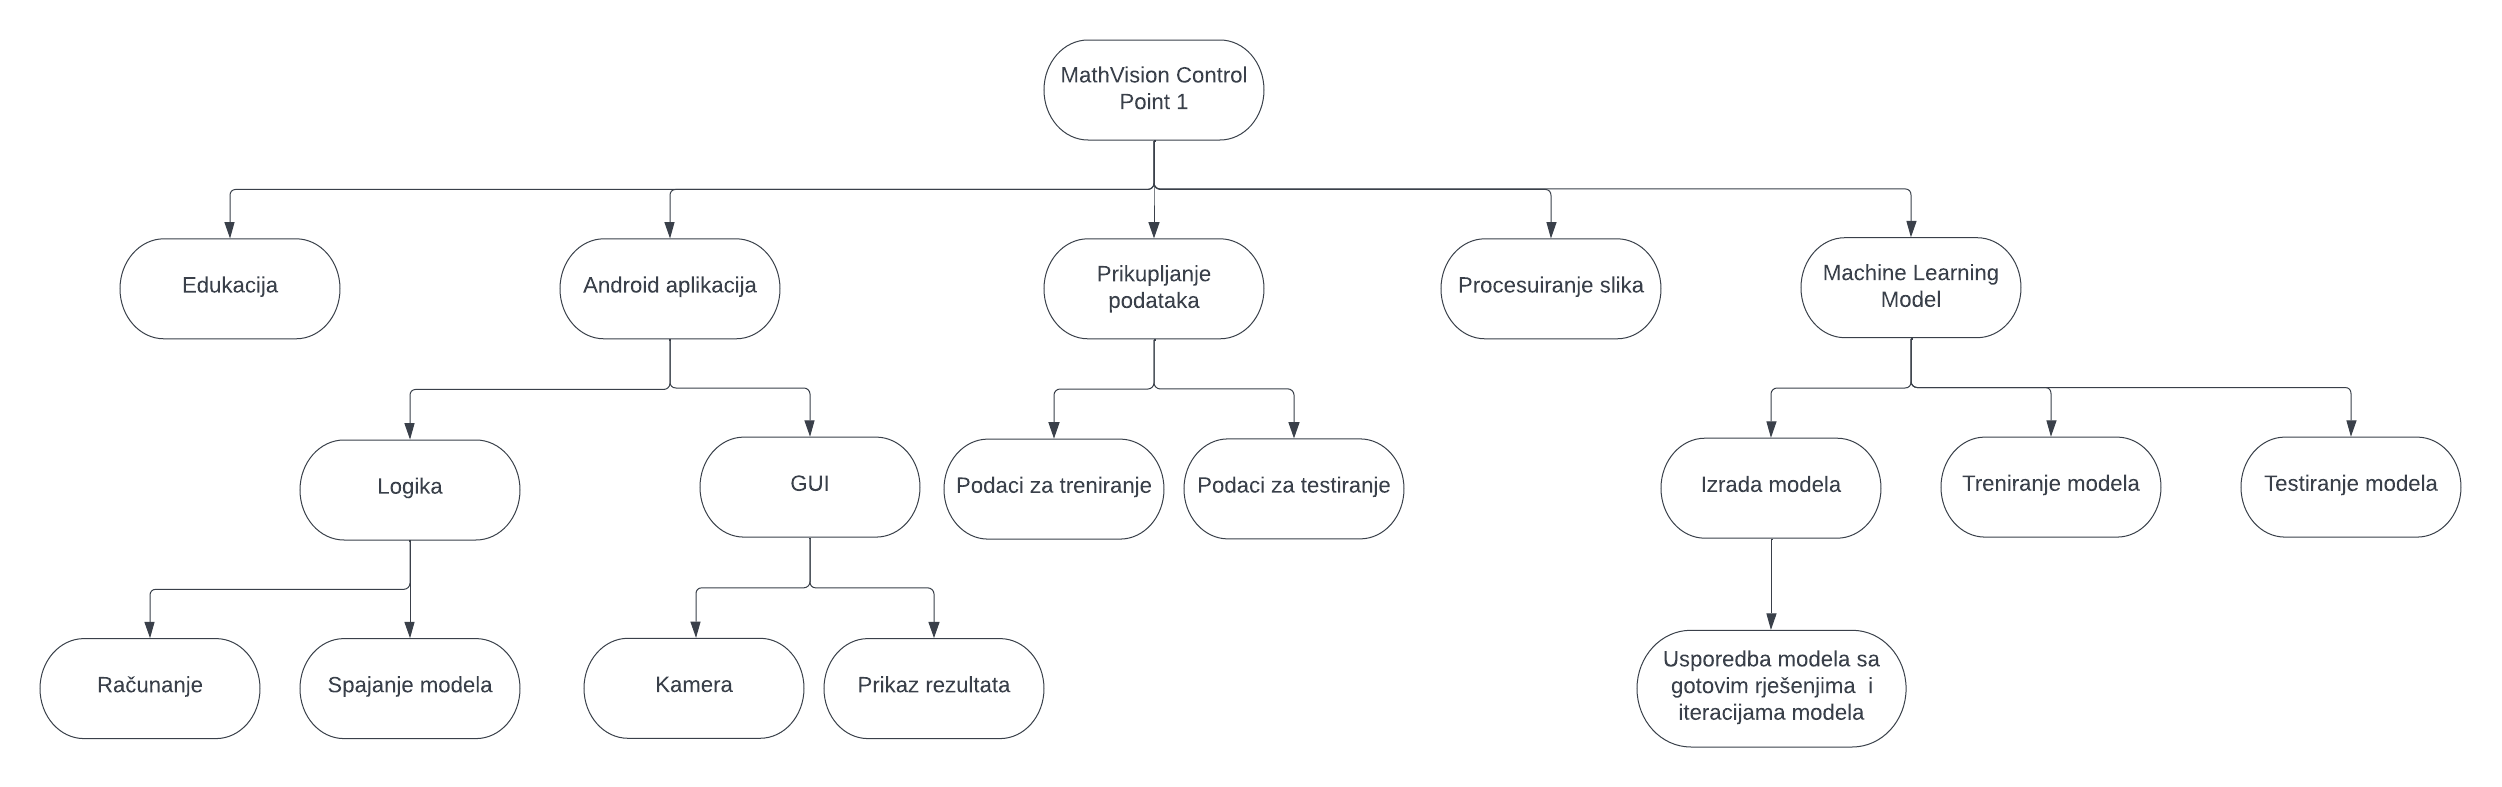 MathVision Control
Point 1
Edukacija
Android aplikacija
Prikupljanje
podataka
Procesuiranje slika
Machine Learning
Model
Logika
GUI
Podaci za treniranje
Podaci za testiranje
Izrada modela
Treniranje modela
Testiranje modela
Računanje
Spajanje modela
Kamera
Prikaz rezultata
Usporedba modela sa
gotovim rješenjima  i
iteracijama modela